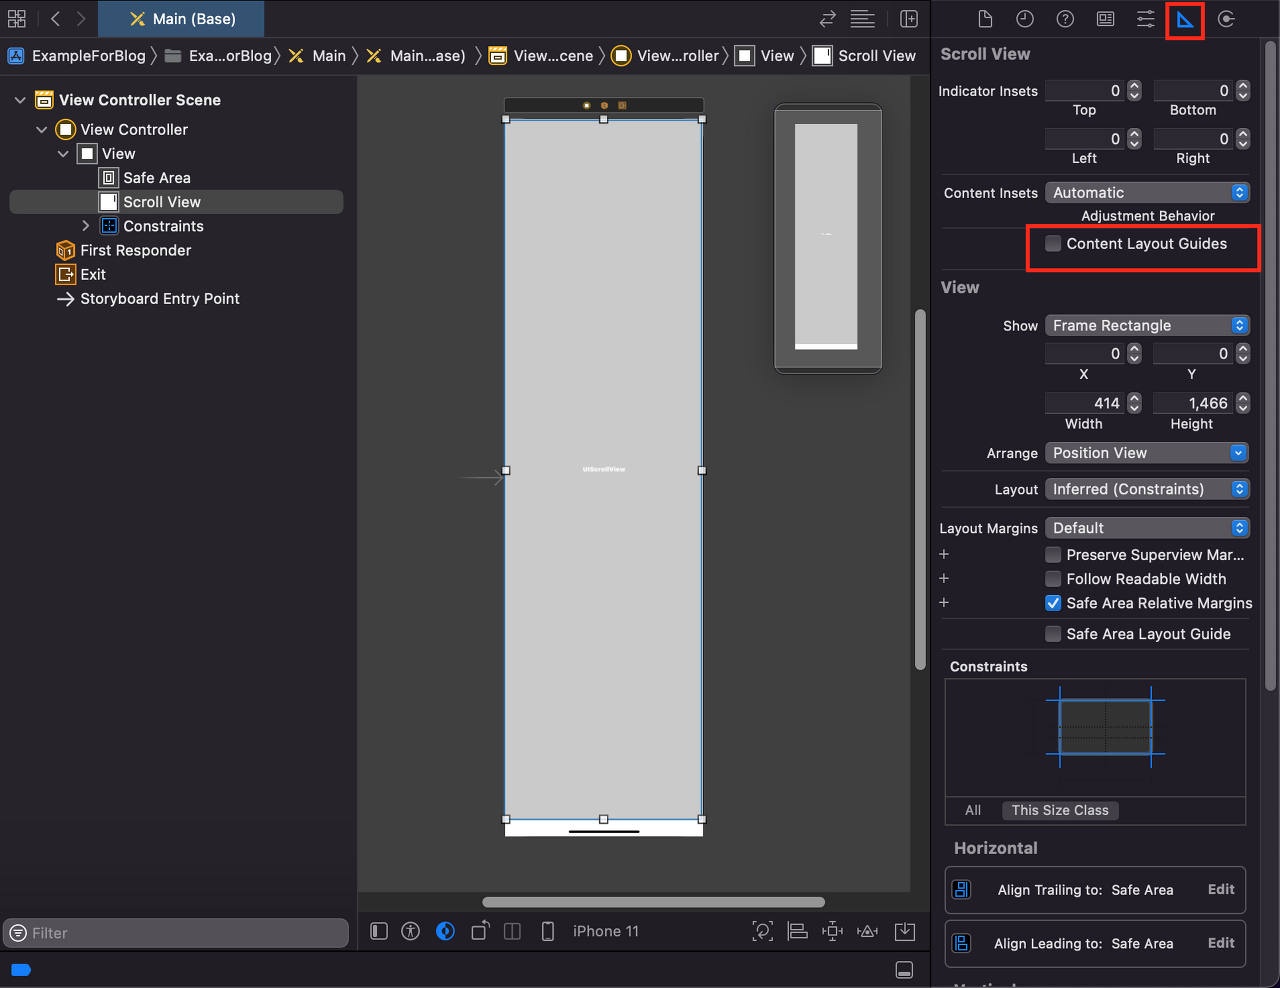 Main (Base)
ExampleForBlog
Exa...orBlog
Main
Main...ase)
View...cene
View...roller
View
Scroll View
View Controller Scene
View Controller
View
Safe Area
Scroll View
Constraints
First Responder
Exit
Storyboard Entry Point
Filter
UIScrollView
iPhone 11
Scroll View
Indicator Insets 0 0
Top Bottom
0 0
Left Right
Content Insets Automatic
Adjustment Behavior
Content Layout Guides
View
Show Frame Rectangle
0 0
X Y
414 1,466
Width Height
Arrange Position View
Layout Inferred (Constraints)
Layout Margins Default
+ Preserve Superview Mar...
+ Follow Readable Width
+ Safe Area Relative Margins
Safe Area Layout Guide
Constraints
All This Size Class
Horizontal
Align Trailing to: Safe Area Edit
Align Leading to: Safe Area Edit